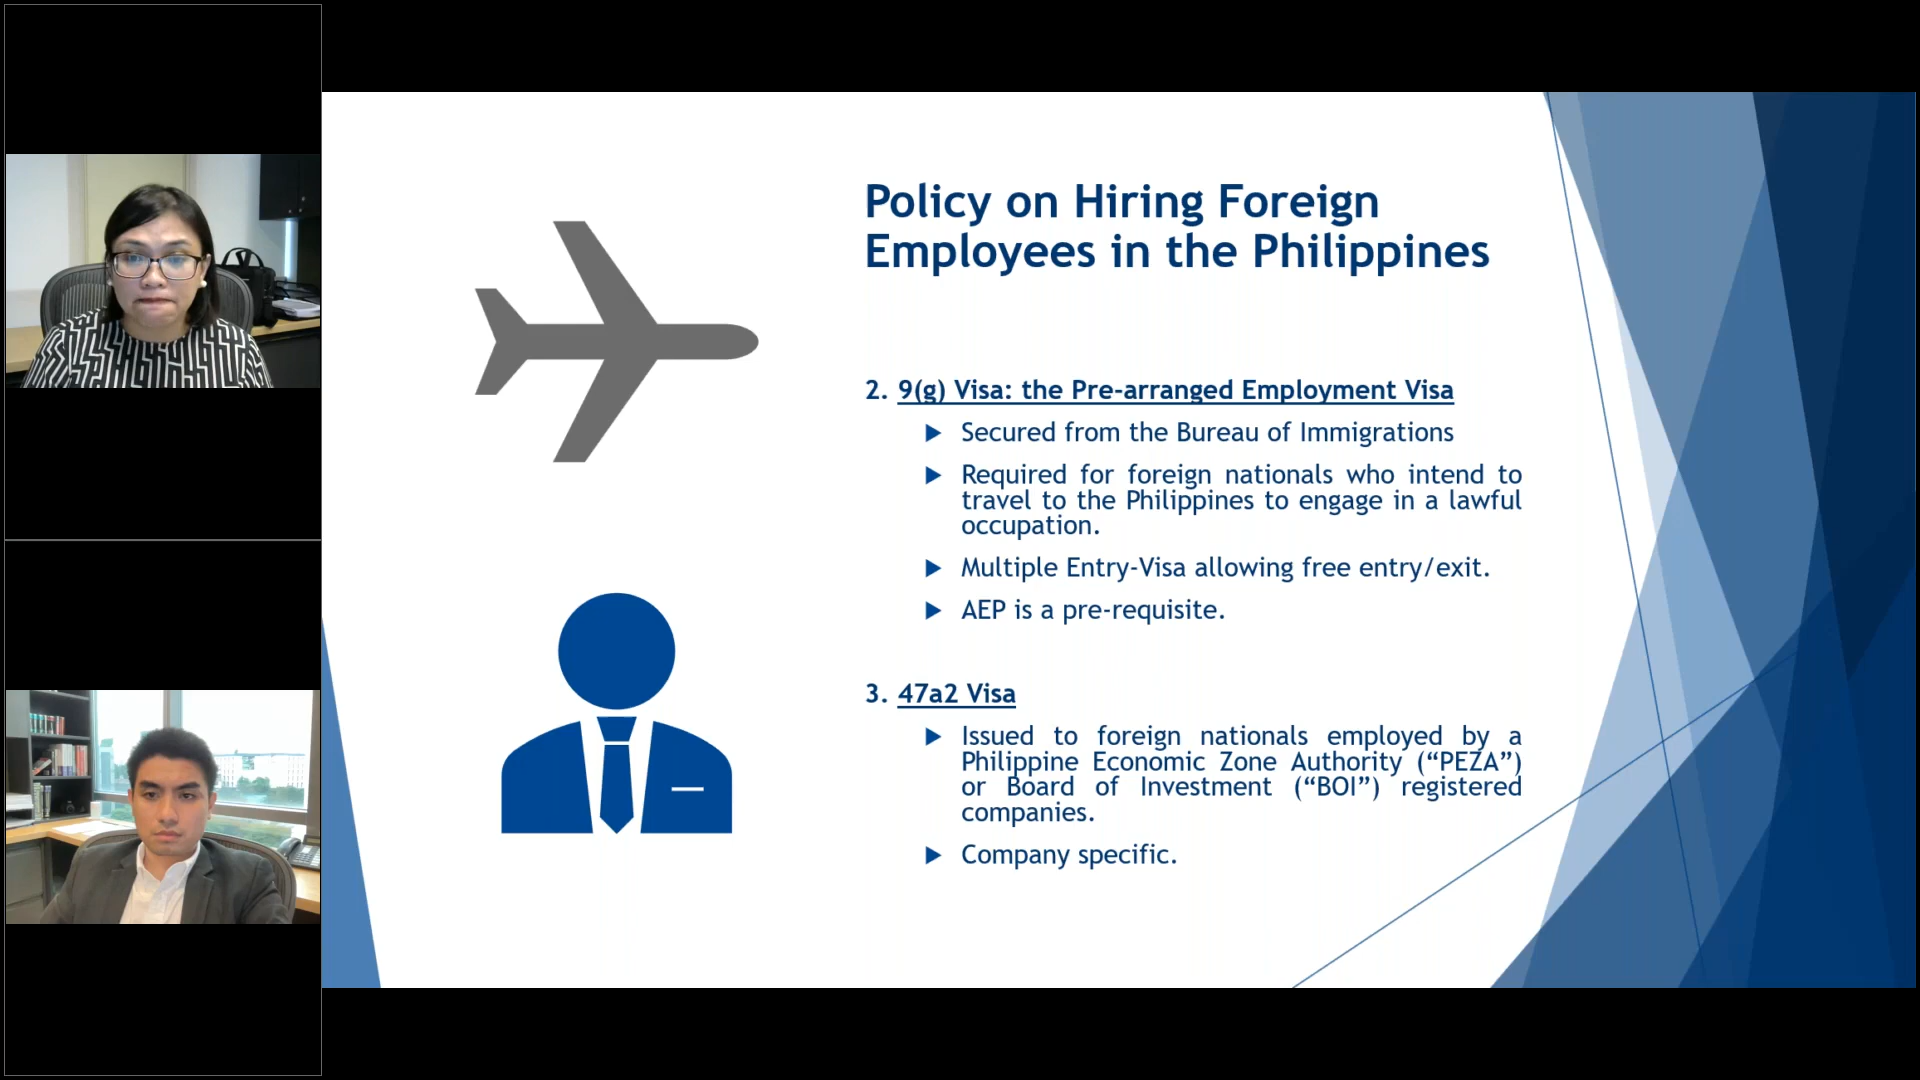 Policy on Hiring Foreign
Employees in the Philippines
2. 9(g) Visa: the Pre-arranged Employment Visa
Secured from the Bureau of Immigrations
Required for foreign nationals who intend to
travel to the Philippines to engage in a lawful
occupation.
Multiple Entry-Visa allowing free entry/exit.
AEP is a pre-requisite.
3. 47a2 Visa
Issued to foreign nationals employed by a
Philippine Economic Zone Authority (“PEZA”)
or Board of Investment (“BOI”) registered
companies.
Company specific.